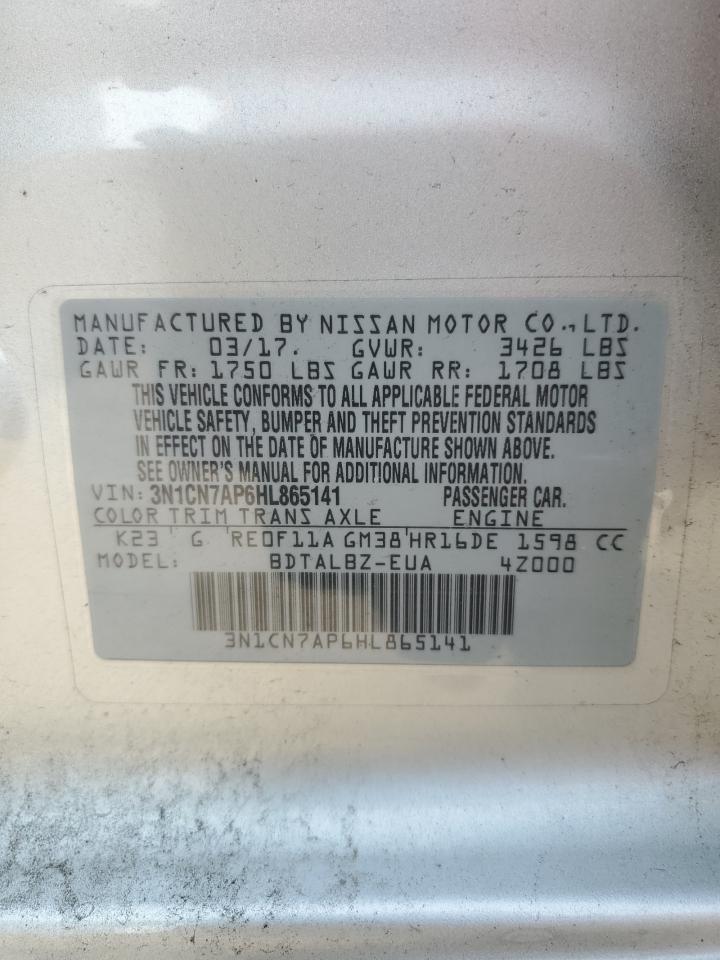 MANUFACTURED BY NISSAN MOTOR CO., LTD.
DATE: 03/17. GVWR: 3426 LBS
GAWR FR: 1750 LBS GAWR RR: 1708 LBS
THIS VEHICLE CONFORMS TO ALL APPLICABLE FEDERAL MOTOR
VEHICLE SAFETY, BUMPER AND THEFT PREVENTION STANDARDS
IN EFFECT ON THE DATE OF MANUFACTURE SHOWN ABOVE.
SEE OWNER'S MANUAL FOR ADDITIONAL INFORMATION.
VIN: 3N1CN7AP6HL865141 PASSENGER CAR.
COLOR TRIM TRANS AXLE ENGINE
K23 G RE0F11A GM38 HR16DE 1598 CC
MODEL: BDTALBZ-EUA 4Z000
3N1CN7AP6HL865141